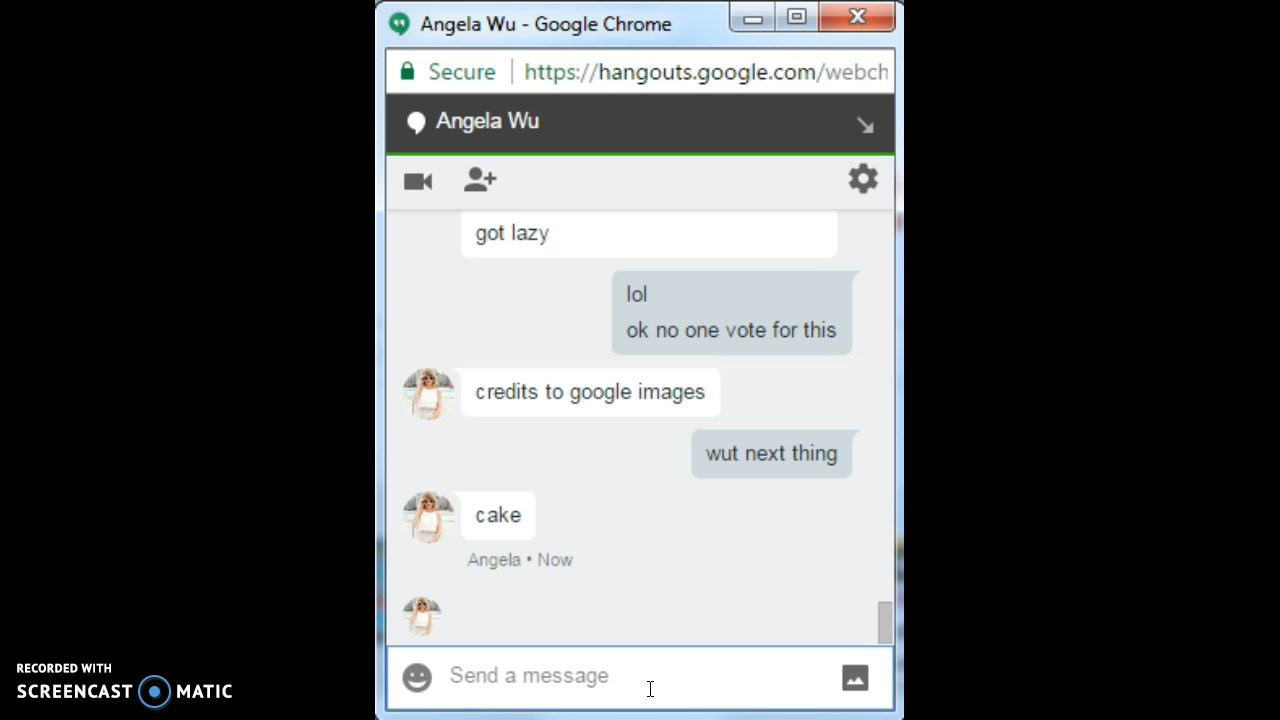 Angela Wu - Google Chrome
Secure https://hangouts.google.com/webch
Angela Wu
got lazy
lol
ok no one vote for this
credits to google images
wut next thing
cake
Angela • Now
Send a message
RECORDED WITH
SCREENCAST MATIC